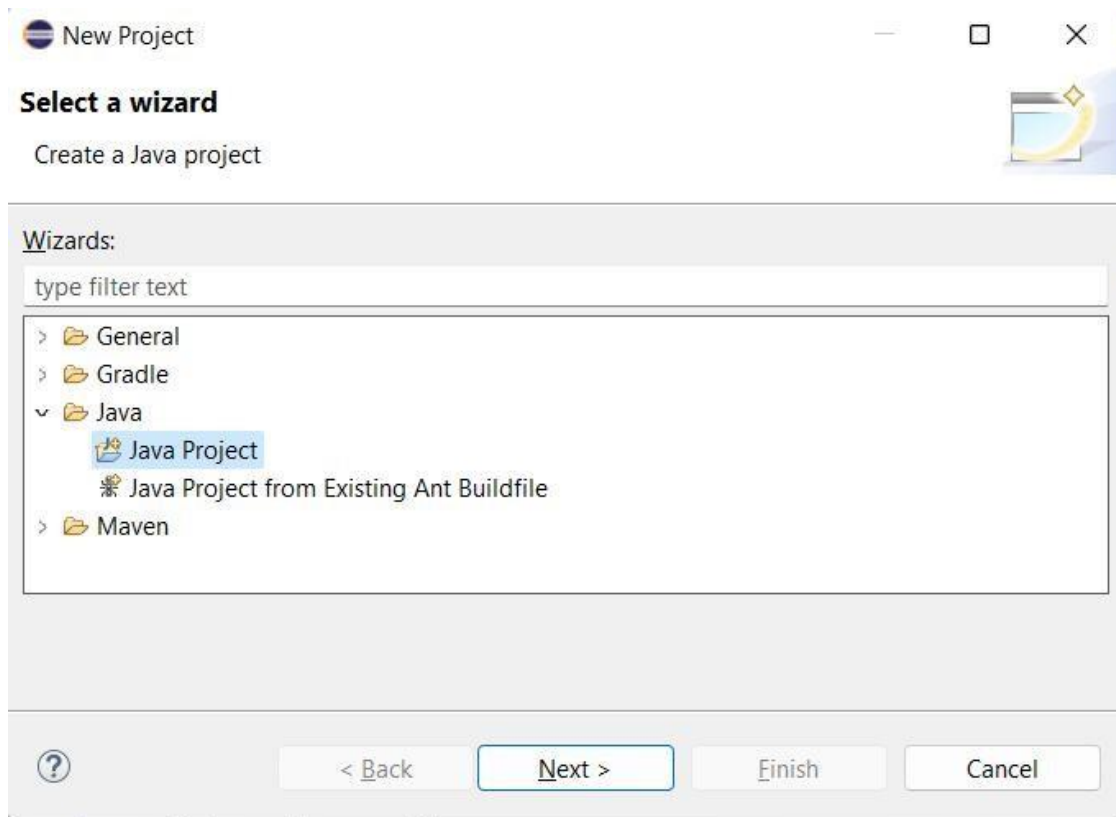 New Project
Select a wizard
Create a Java project
Wizards:
type filter text
General
Gradle
Java
Java Project
Java Project from Existing Ant Buildfile
Maven
?
< Back
Next >
Finish
Cancel